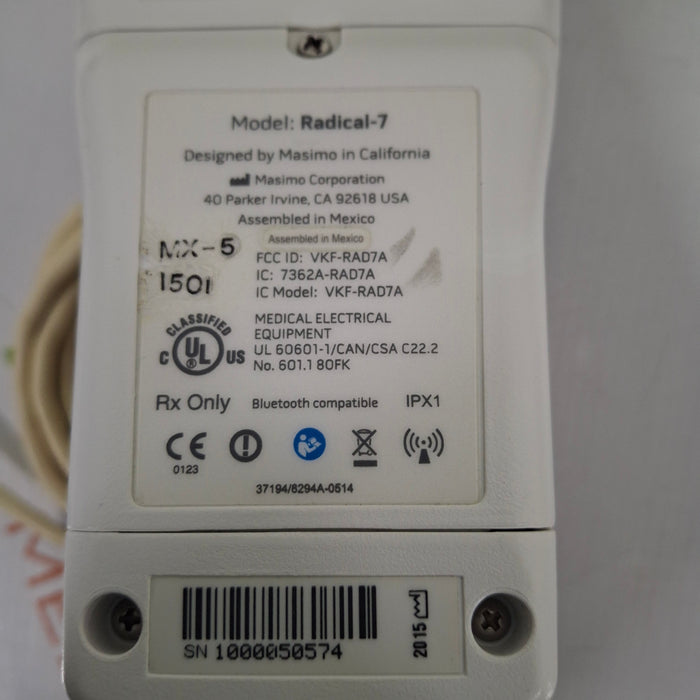 Model: Radical-7
Designed by Masimo in California
Masimo Corporation
40 Parker Irvine, CA 92618 USA
Assembled in Mexico
Assembled in Mexico
MX-5
1501
FCC ID: VKF-RAD7A
IC: 7362A-RAD7A
IC Model: VKF-RAD7A
CLASSIFIED
C UL US
®
MEDICAL ELECTRICAL
EQUIPMENT
UL 60601-1/CAN/CSA C22.2
No. 601.1 80FK
Rx Only Bluetooth compatible IPX1
CE
0123
37194/8294A-0514
SN 1000050574
2015
ME